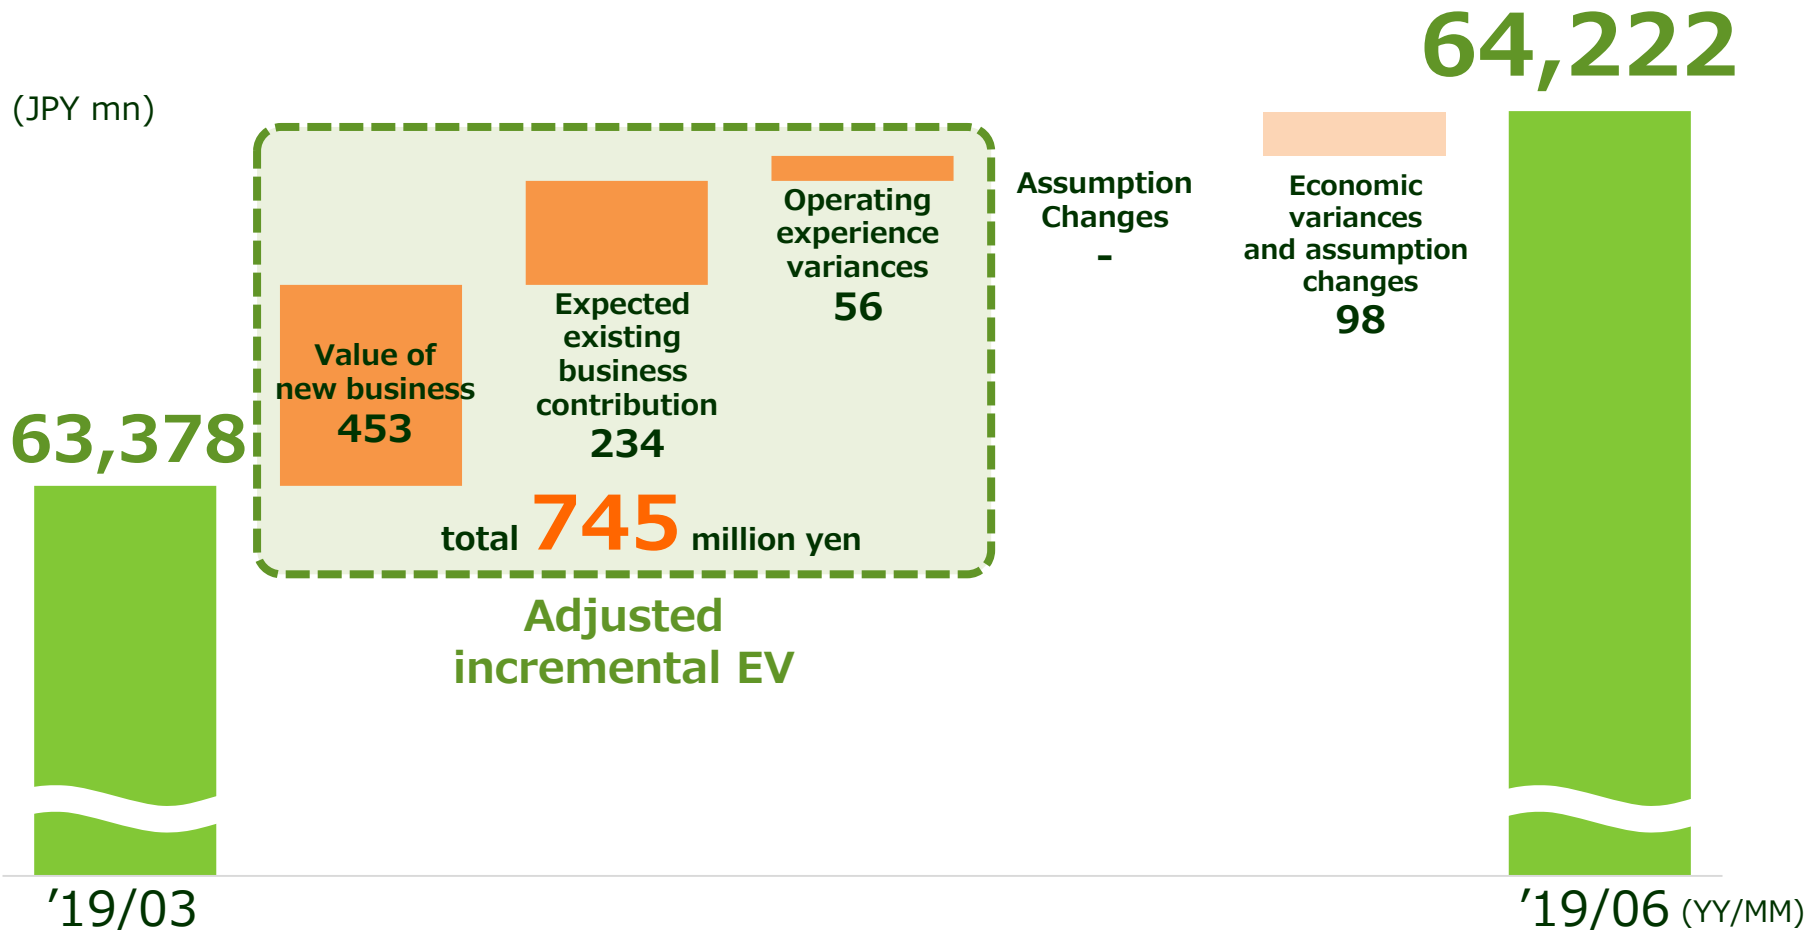 64,222
(JPY mn)
Operating
experience
variances
56
Assumption
Changes
-
Economic
variances
and assumption
changes
98
Expected
existing
business
contribution
234
Value of
new business
453
63,378
total 745 million yen
Adjusted
incremental EV
’19/03
’19/06 (YY/MM)